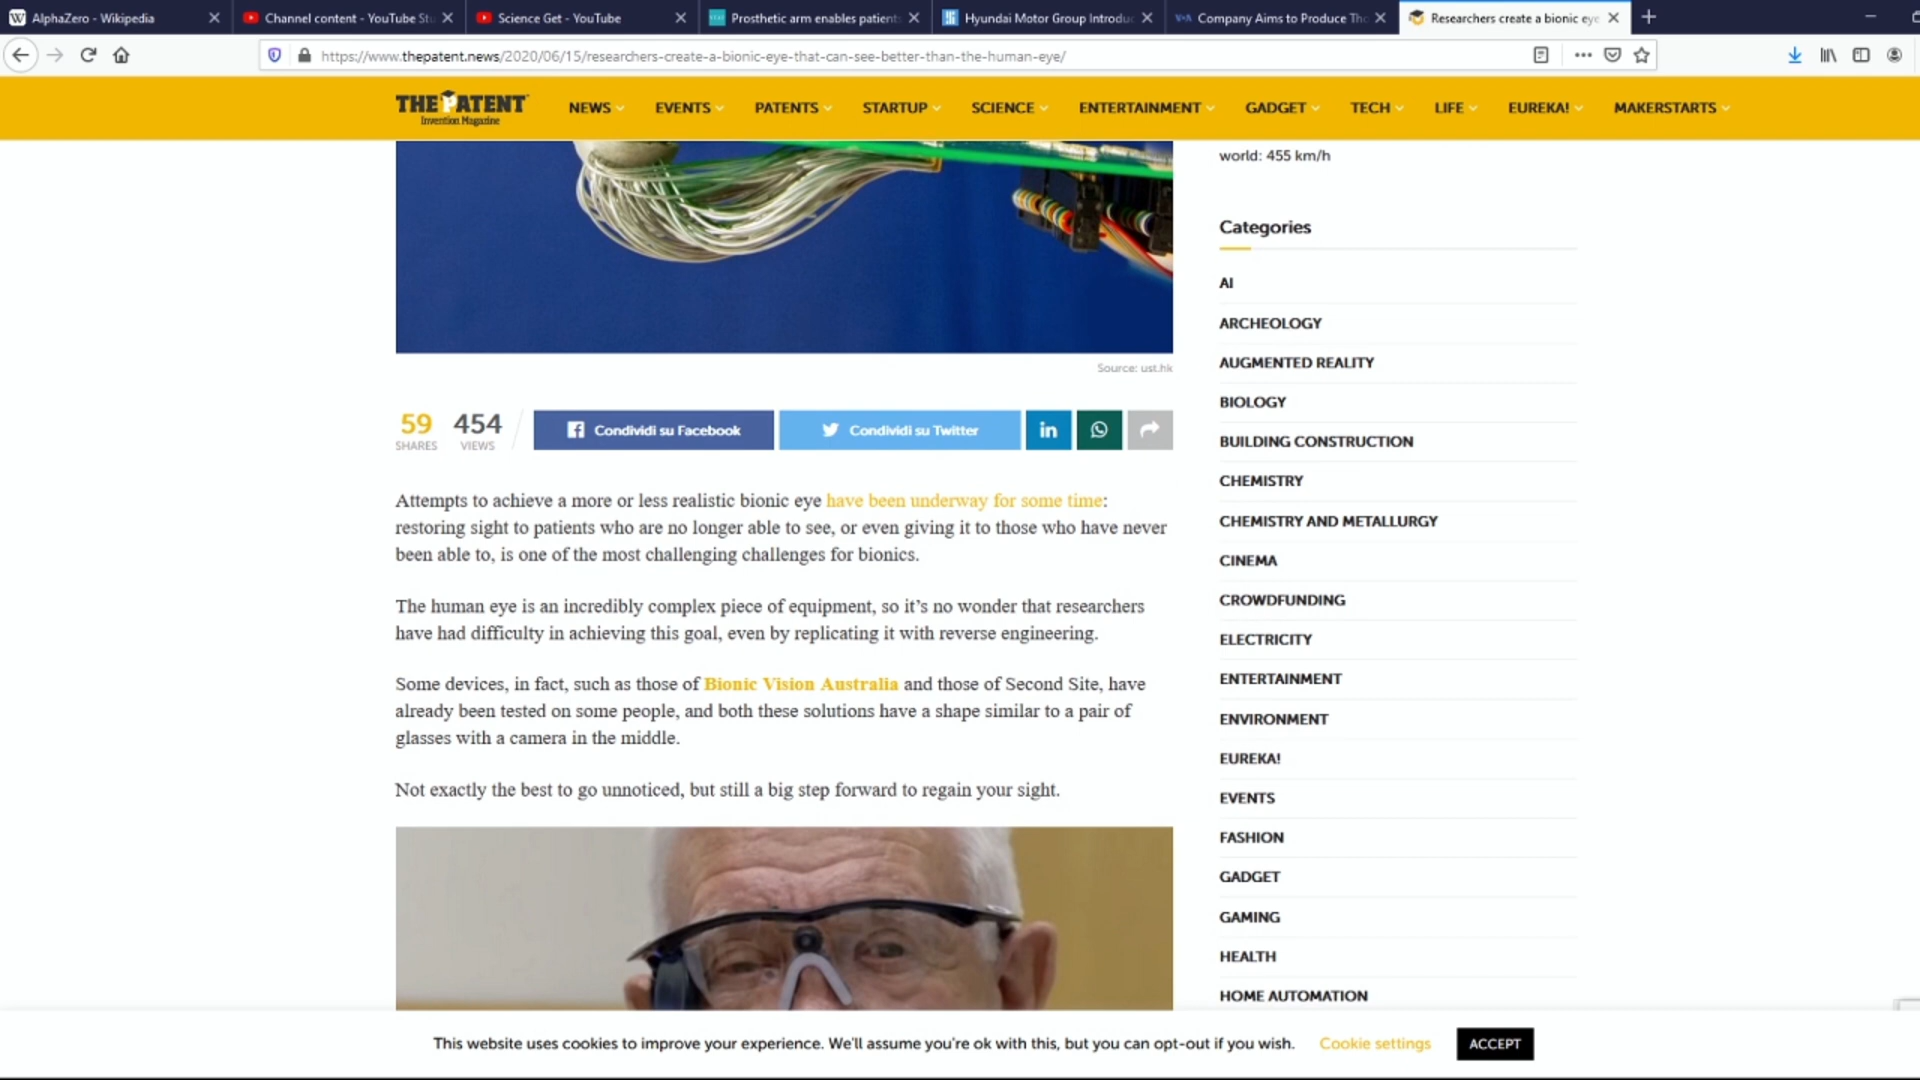 AlphaZero - Wikipedia
Channel content - YouTube Stu
Science Get - YouTube
Prosthetic arm enables patient
Hyundai Motor Group Introduc
Company Aims to Produce Tho
Researchers create a bionic eye
https://www.thepatent.news/2020/06/15/researchers-create-a-bionic-eye-that-can-see-better-than-the-human-eye/
THE PATENT
Invention Magazine
NEWS
EVENTS
PATENTS
STARTUP
SCIENCE
ENTERTAINMENT
GADGET
TECH
LIFE
EUREKA!
MAKERSTARTS
Source: ust.hk
59
SHARES
454
VIEWS
Condividi su Facebook
Condividi su Twitter
Attempts to achieve a more or less realistic bionic eye have been underway for some time:
restoring sight to patients who are no longer able to see, or even giving it to those who have never
been able to, is one of the most challenging challenges for bionics.
The human eye is an incredibly complex piece of equipment, so it's no wonder that researchers
have had difficulty in achieving this goal, even by replicating it with reverse engineering.
Some devices, in fact, such as those of Bionic Vision Australia and those of Second Site, have
already been tested on some people, and both these solutions have a shape similar to a pair of
glasses with a camera in the middle.
Not exactly the best to go unnoticed, but still a big step forward to regain your sight.
world: 455 km/h
Categories
AI
ARCHEOLOGY
AUGMENTED REALITY
BIOLOGY
BUILDING CONSTRUCTION
CHEMISTRY
CHEMISTRY AND METALLURGY
CINEMA
CROWDFUNDING
ELECTRICITY
ENTERTAINMENT
ENVIRONMENT
EUREKA!
EVENTS
FASHION
GADGET
GAMING
HEALTH
HOME AUTOMATION
This website uses cookies to improve your experience. We'll assume you're ok with this, but you can opt-out if you wish.
Cookie settings
ACCEPT